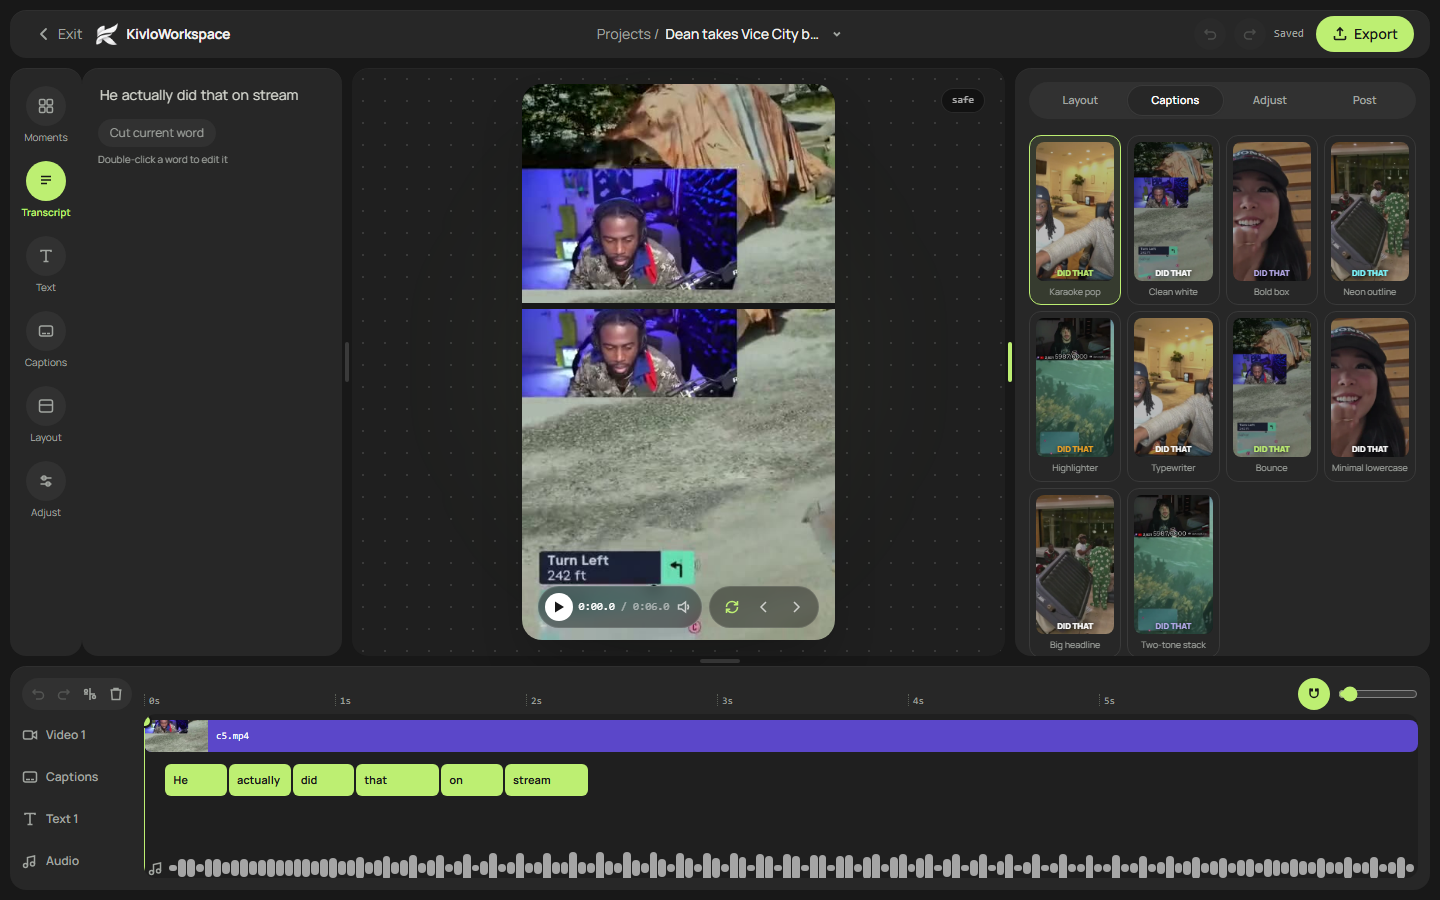 Exit
KivloWorkspace
Projects / Dean takes Vice City b...
Saved
Export
Moments
Transcript
Text
Captions
Layout
Adjust
He actually did that on stream
Cut current word
Double-click a word to edit it
safe
Turn Left
242 ft
0:00.0 / 0:06.0
Layout
Captions
Adjust
Post
DID THAT
DID THAT
DID THAT
DID THAT
Karaoke pop
Clean white
Bold box
Neon outline
DID THAT
DID THAT
DID THAT
DID THAT
Highlighter
Typewriter
Bounce
Minimal lowercase
DID THAT
DID THAT
Big headline
Two-tone stack
0s
1s
2s
3s
4s
5s
Video 1
c5.mp4
Captions
He
actually
did
that
on
stream
Text 1
Audio